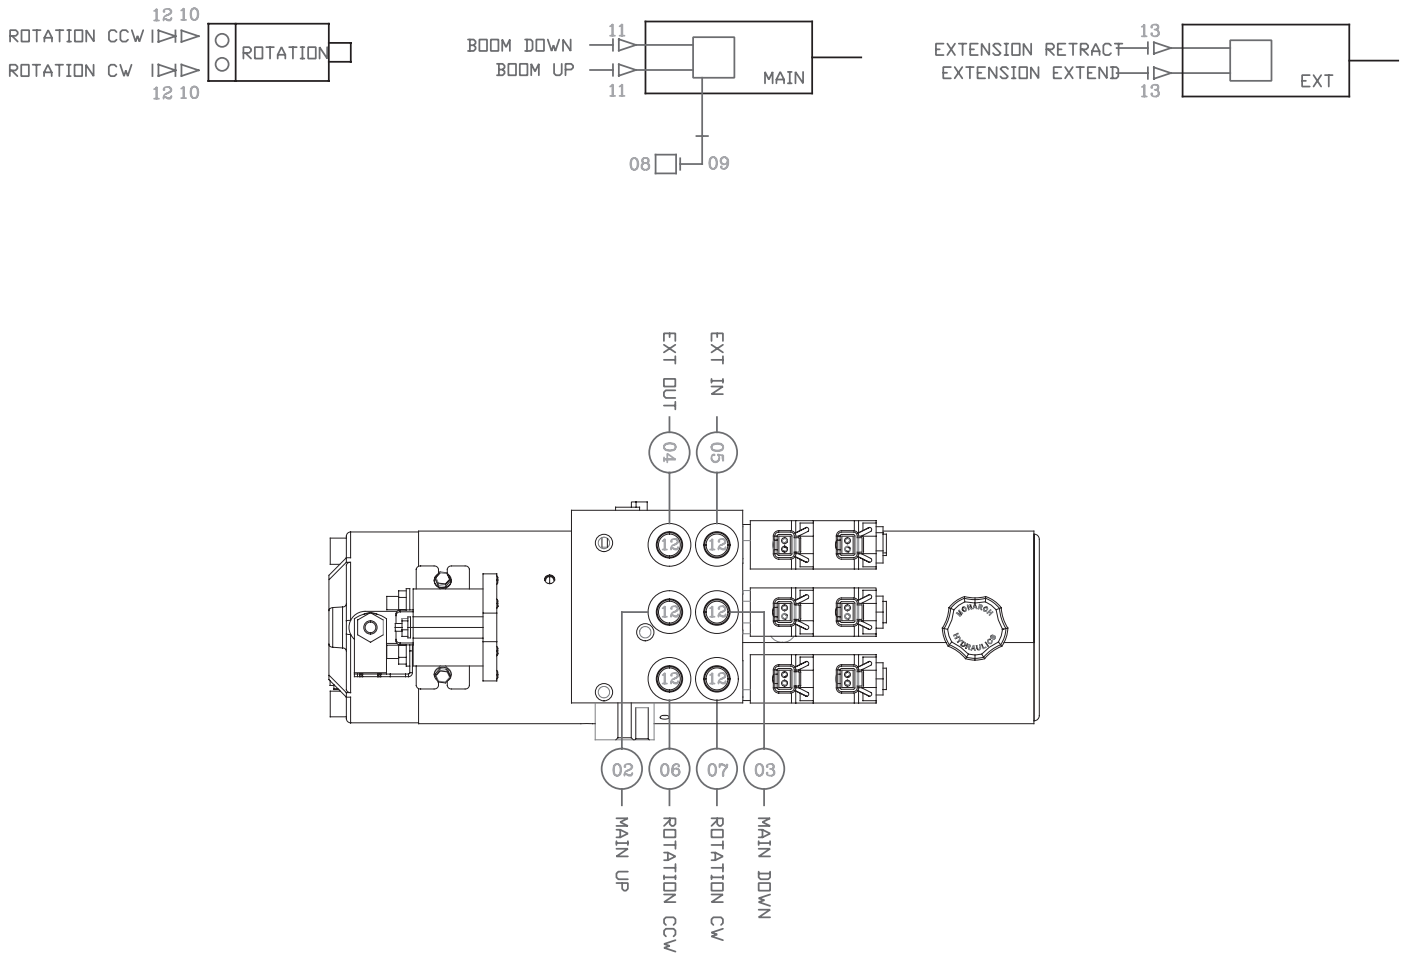 12 10
ROTATION CCW
ROTATION
ROTATION CW
12 10
11
BOOM DOWN
BOOM UP
MAIN
11
08
09
13
EXTENSION RETRACT
EXTENSION EXTEND
EXT
13
EXT OUT
EXT IN
04
05
12
12
12
12
12
12
MONARCH
HYDRAULICS
02
06
07
03
MAIN UP
ROTATION CCW
ROTATION CW
MAIN DOWN